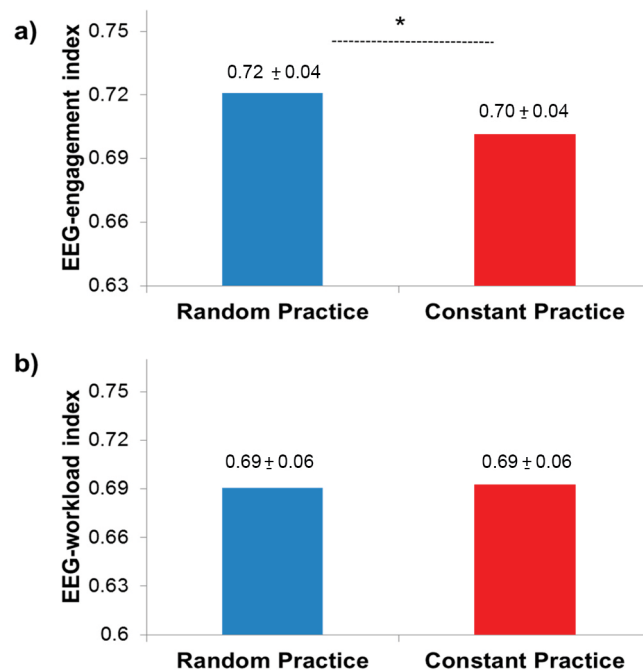 a)
EEG-engagement index
0.75
0.72
0.69
0.66
0.63
*
0.72 ± 0.04
0.70 ± 0.04
Random Practice
Constant Practice
b)
EEG-workload index
0.75
0.72
0.69
0.66
0.63
0.6
0.69 ± 0.06
0.69 ± 0.06
Random Practice
Constant Practice